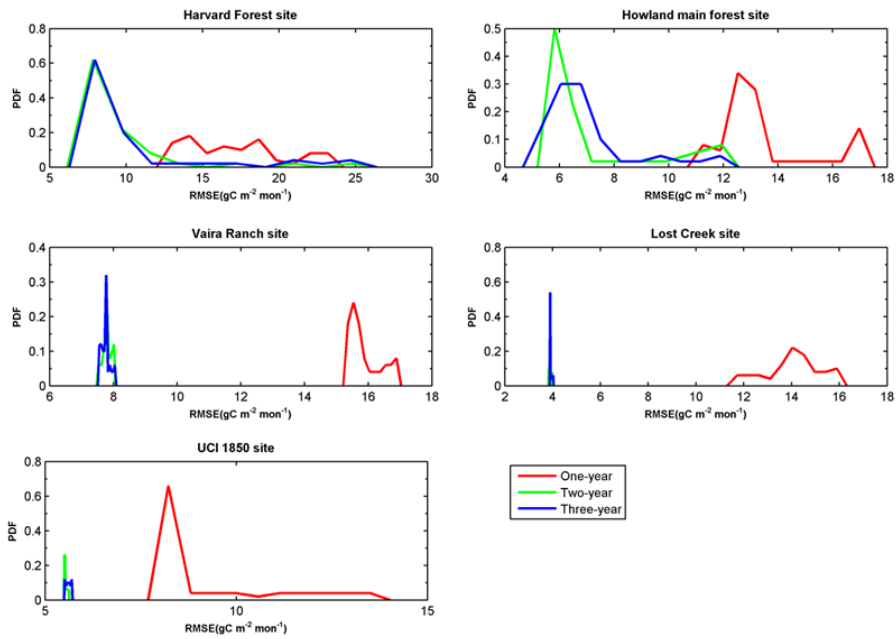 Harvard Forest site
0.8
0.6
0.4
0.2
0
PDF
5 10 15 20 25 30
RMSE(gC m⁻² mon⁻¹)
Howland main forest site
0.5
0.4
0.3
0.2
0.1
0
PDF
4 6 8 10 12 14 16 18
RMSE(gC m⁻² mon⁻¹)
Vaira Ranch site
0.4
0.3
0.2
0.1
0
PDF
6 8 10 12 14 16 18
RMSE(gC m⁻² mon⁻¹)
Lost Creek site
0.8
0.6
0.4
0.2
0
PDF
2 4 6 8 10 12 14 16 18
RMSE(gC m⁻² mon⁻¹)
UCI 1850 site
0.8
0.6
0.4
0.2
0
PDF
5 10 15
RMSE(gC m⁻² mon⁻¹)
One-year
Two-year
Three-year